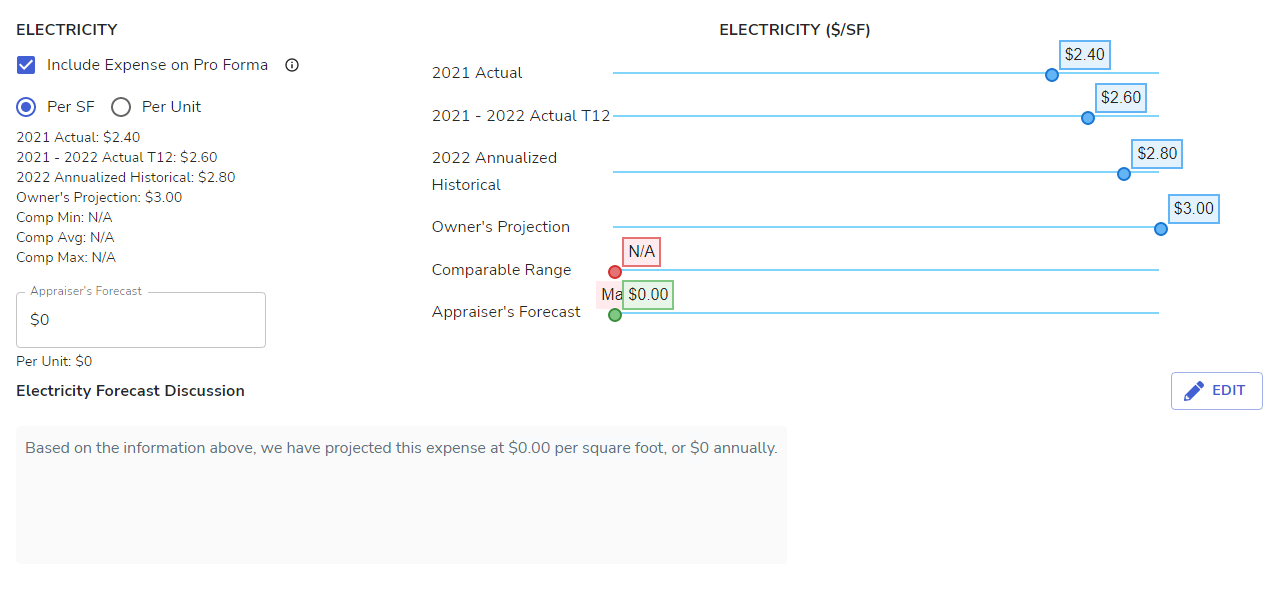 ELECTRICITY
Include Expense on Pro Forma
Per SF
Per Unit
2021 Actual: $2.40
2021 - 2022 Actual T12: $2.60
2022 Annualized Historical: $2.80
Owner's Projection: $3.00
Comp Min: N/A
Comp Avg: N/A
Comp Max: N/A
Appraiser's Forecast
$0
Per Unit: $0
ELECTRICITY ($/SF)
2021 Actual
$2.40
2021 - 2022 Actual T12
$2.60
2022 Annualized
Historical
$2.80
Owner's Projection
$3.00
Comparable Range
N/A
Ma
Appraiser's Forecast
$0.00
Electricity Forecast Discussion
EDIT
Based on the information above, we have projected this expense at $0.00 per square foot, or $0 annually.